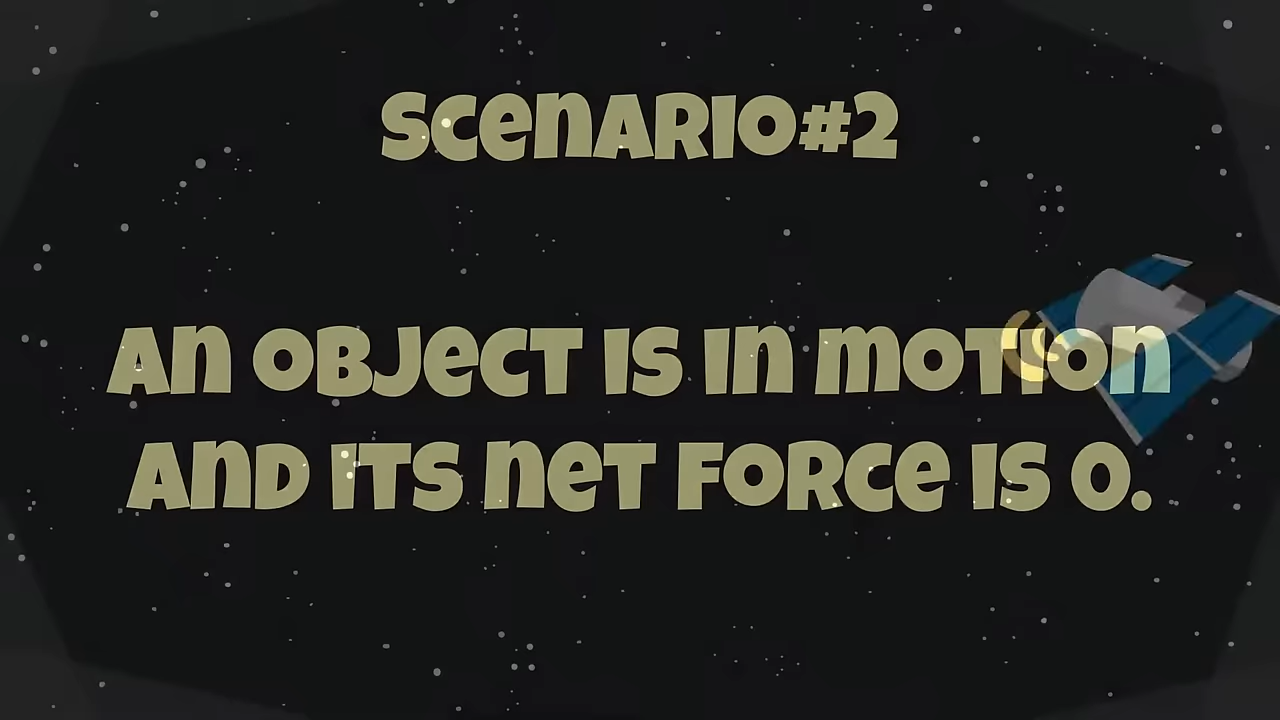 SCENARIO#2
AN OBJECT IS IN MOTION
AND ITS NET FORCE IS 0.